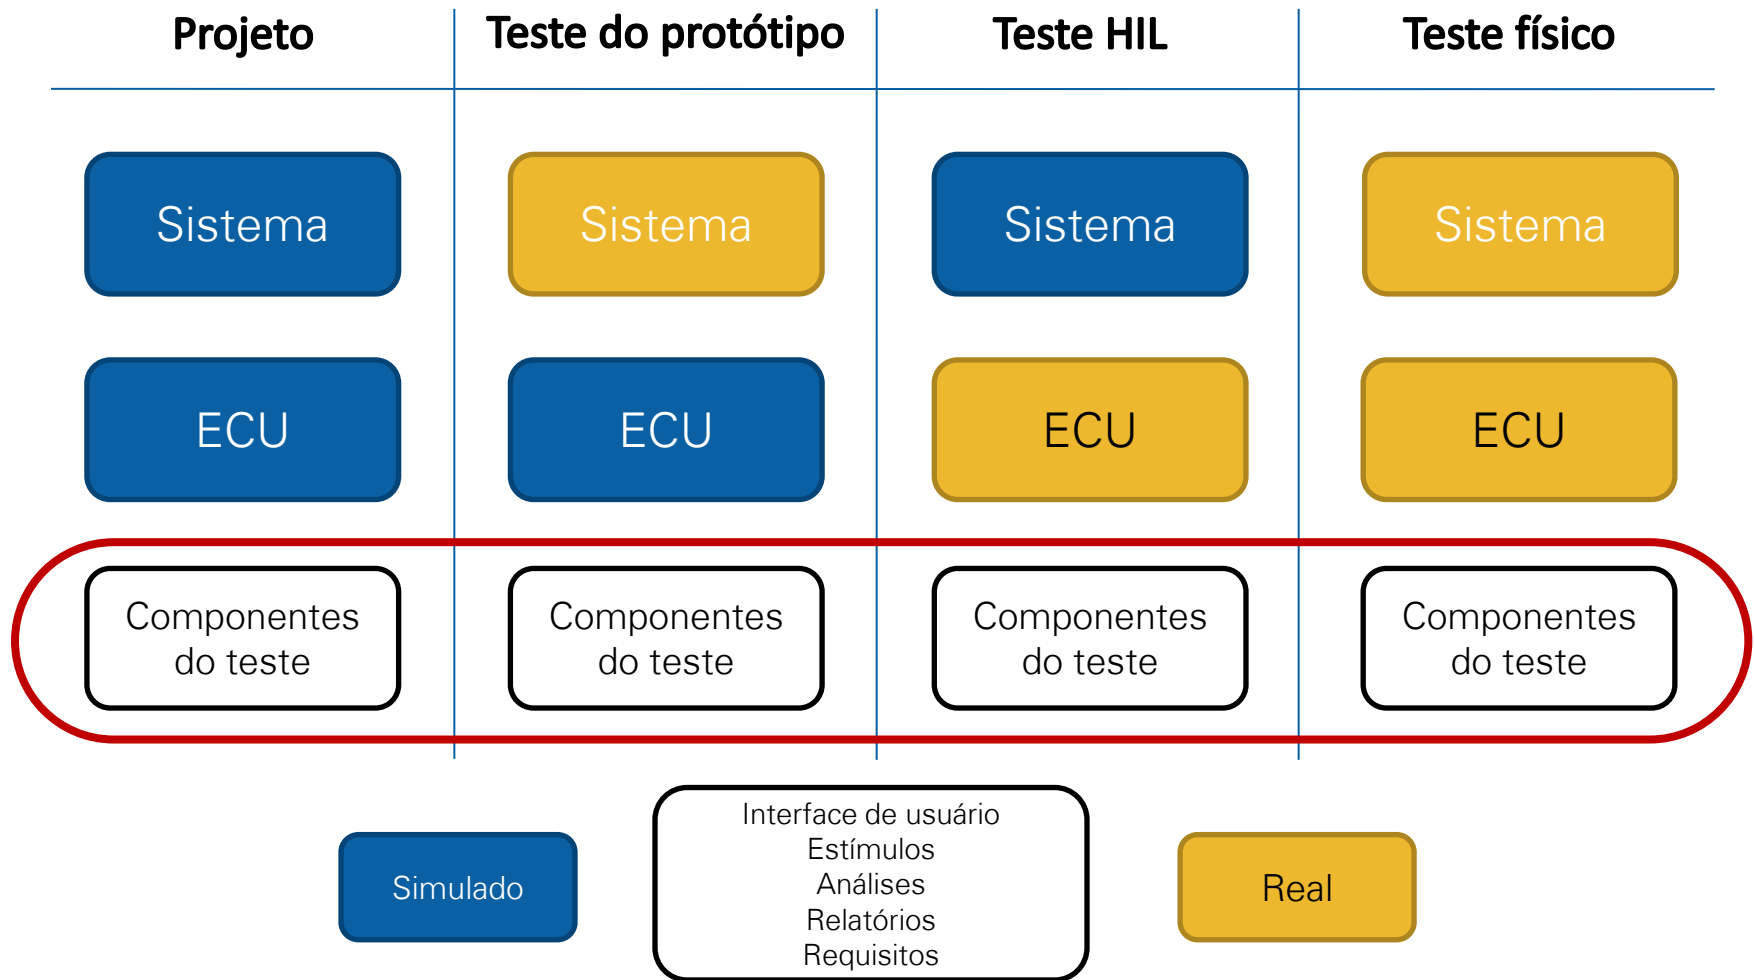 Projeto
Teste do protótipo
Teste HIL
Teste físico
Sistema
Sistema
Sistema
Sistema
ECU
ECU
ECU
ECU
Componentes
do teste
Componentes
do teste
Componentes
do teste
Componentes
do teste
Simulado
Interface de usuário
Estímulos
Análises
Relatórios
Requisitos
Real